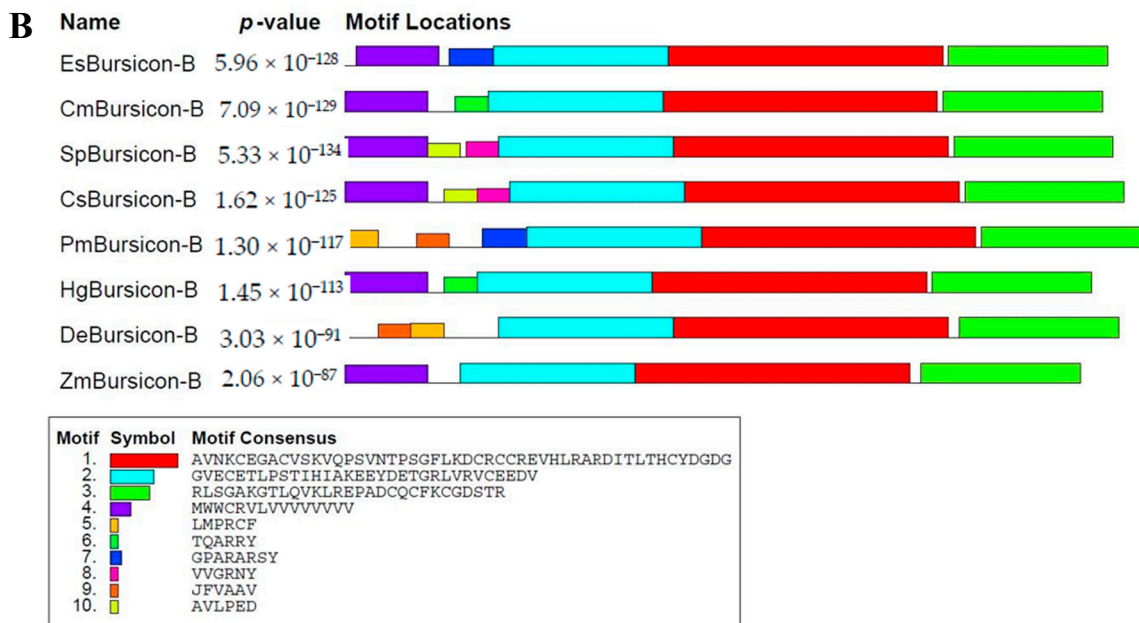 B
Name p-value Motif Locations
EsBursicon-B 5.96 × 10⁻¹²⁸
CmBursicon-B 7.09 × 10⁻¹²⁹
SpBursicon-B 5.33 × 10⁻¹³⁴
CsBursicon-B 1.62 × 10⁻¹²⁵
PmBursicon-B 1.30 × 10⁻¹¹⁷
HgBursicon-B 1.45 × 10⁻¹¹³
DeBursicon-B 3.03 × 10⁻⁹¹
ZmBursicon-B 2.06 × 10⁻⁸⁷
Motif Symbol Motif Consensus
1. AVNKCEGACVSKVQPSVNTPSGFLKDCRCCREVHLRARDITLTHCYDGDG
2. GVECETLPSTIHIAKEEYDETGRLVRVCEEDV
3. RLSGAKGTLQVKLREPADCQCFKCGDSTR
4. MWWCRVLVVVVVVVV
5. LMPRCF
6. TQARRY
7. GPARARSY
8. VVGRNY
9. JFVAAV
10. AVLPED